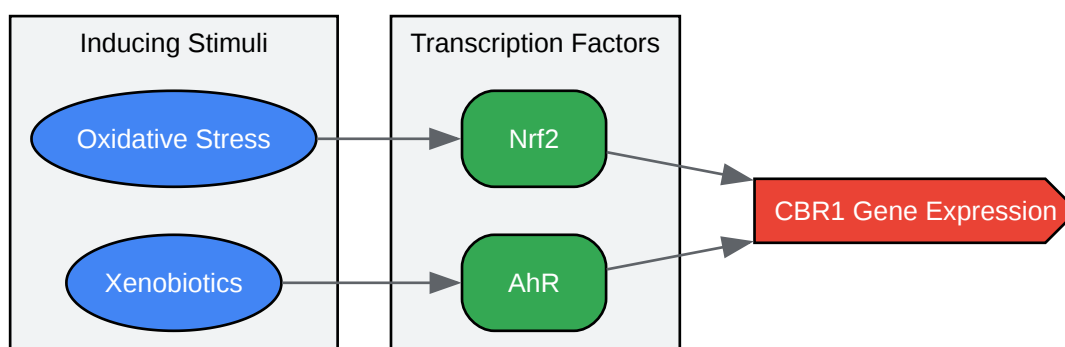 Inducing Stimuli
Transcription Factors
Oxidative Stress
Nrf2
CBR1 Gene Expression
Xenobiotics
AhR